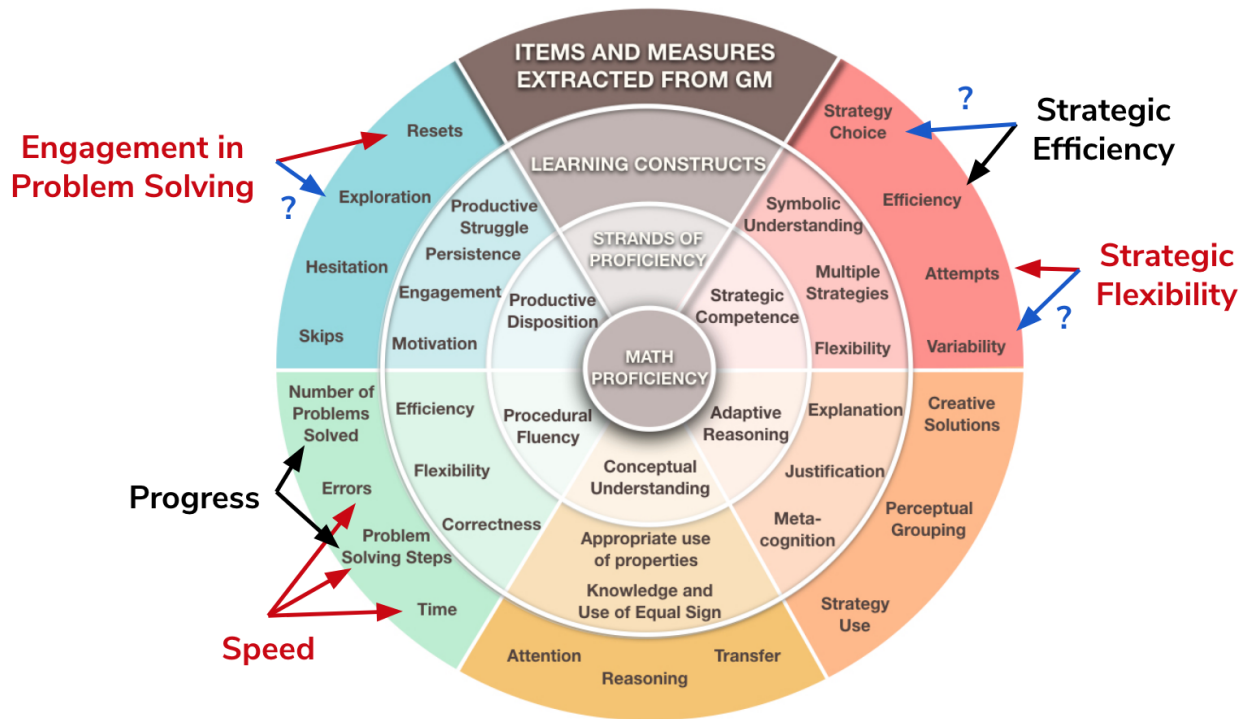 ITEMS AND MEASURES
EXTRACTED FROM GM
LEARNING CONSTRUCTS
STRANDS OF
PROFICIENCY
MATH
PROFICIENCY
Engagement in
Problem Solving
?
Resets
Exploration
Hesitation
Skips
Productive
Struggle
Persistence
Engagement
Motivation
Productive
Disposition
Strategic
Efficiency
?
Strategic
Flexibility
?
Strategy
Choice
Efficiency
Attempts
Variability
Symbolic
Understanding
Multiple
Strategies
Flexibility
Strategic
Competence
Progress
Speed
Number of
Problems
Solved
Errors
Problem
Solving Steps
Time
Efficiency
Flexibility
Correctness
Procedural
Fluency
Conceptual
Understanding
Appropriate use
of properties
Knowledge and
Use of Equal Sign
Attention
Reasoning
Transfer
Adaptive
Reasoning
Explanation
Justification
Meta-
cognition
Creative
Solutions
Perceptual
Grouping
Strategy
Use